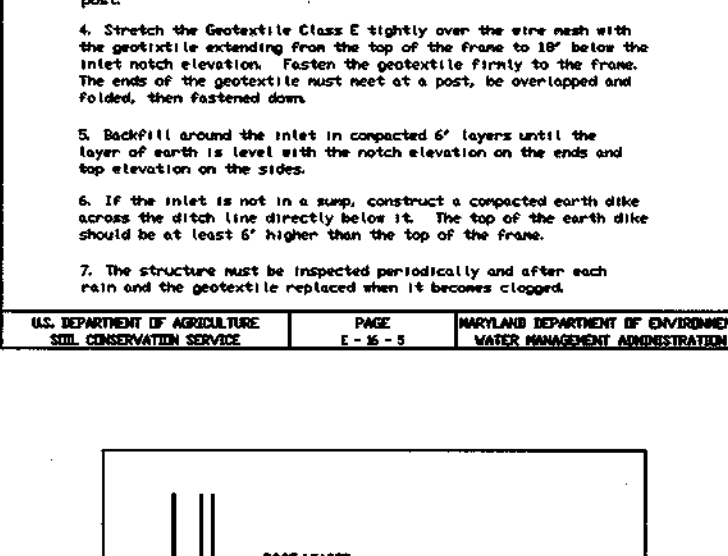 post.
4. Stretch the Geotextile Class E tightly over the wire mesh with
the geotixtile extending from the top of the frame to 18" below the
inlet notch elevation. Fasten the geotextile firmly to the frame.
The ends of the geotextile must meet at a post, be overlapped and
folded, then fastened down.
5. Backfill around the inlet in compacted 6" layers until the
layer of earth is level with the notch elevation on the ends and
top elevation on the sides.
6. If the inlet is not in a sump, construct a compacted earth dike
across the ditch line directly below it. The top of the earth dike
should be at least 6" higher than the top of the frame.
7. The structure must be inspected periodically and after each
rain and the geotextile replaced when it becomes clogged.
U.S. DEPARTMENT OF AGRICULTURE
SOIL CONSERVATION SERVICE
PAGE
E - 16 - 5
MARYLAND DEPARTMENT OF ENVIRONMEN
WATER MANAGEMENT ADMINISTRATION